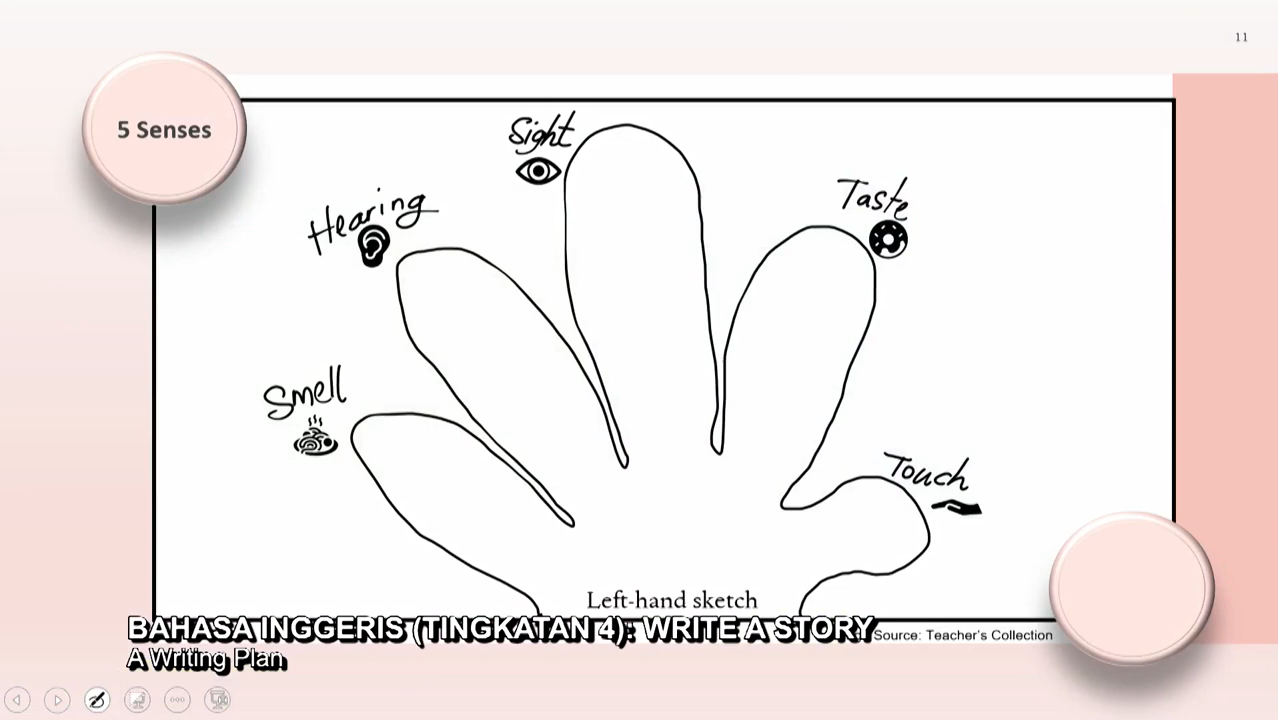 11
5 Senses
Sight
Taste
Hearing
Smell
Touch
Left-hand sketch
BAHASA INGGERIS (TINGKATAN 4): WRITE A STORY
Source: Teacher's Collection
A Writing Plan